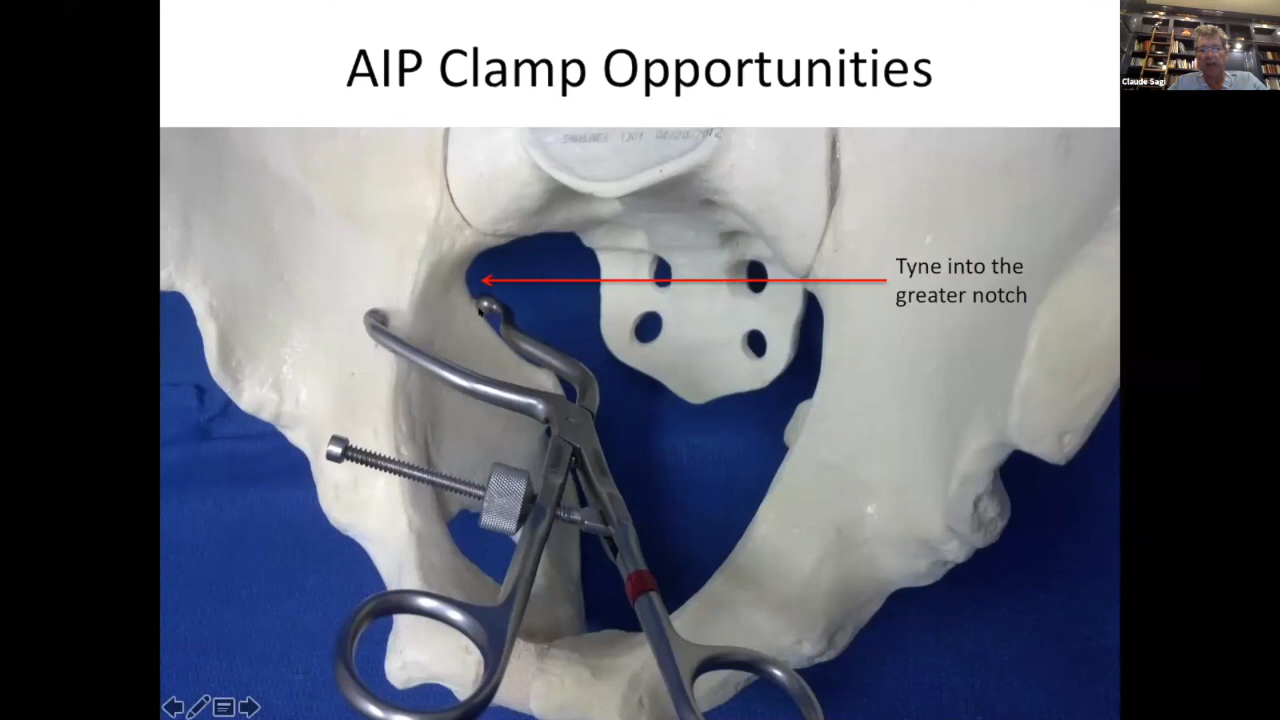 AIP Clamp Opportunities
Claude Sagi
Tyne into the
greater notch